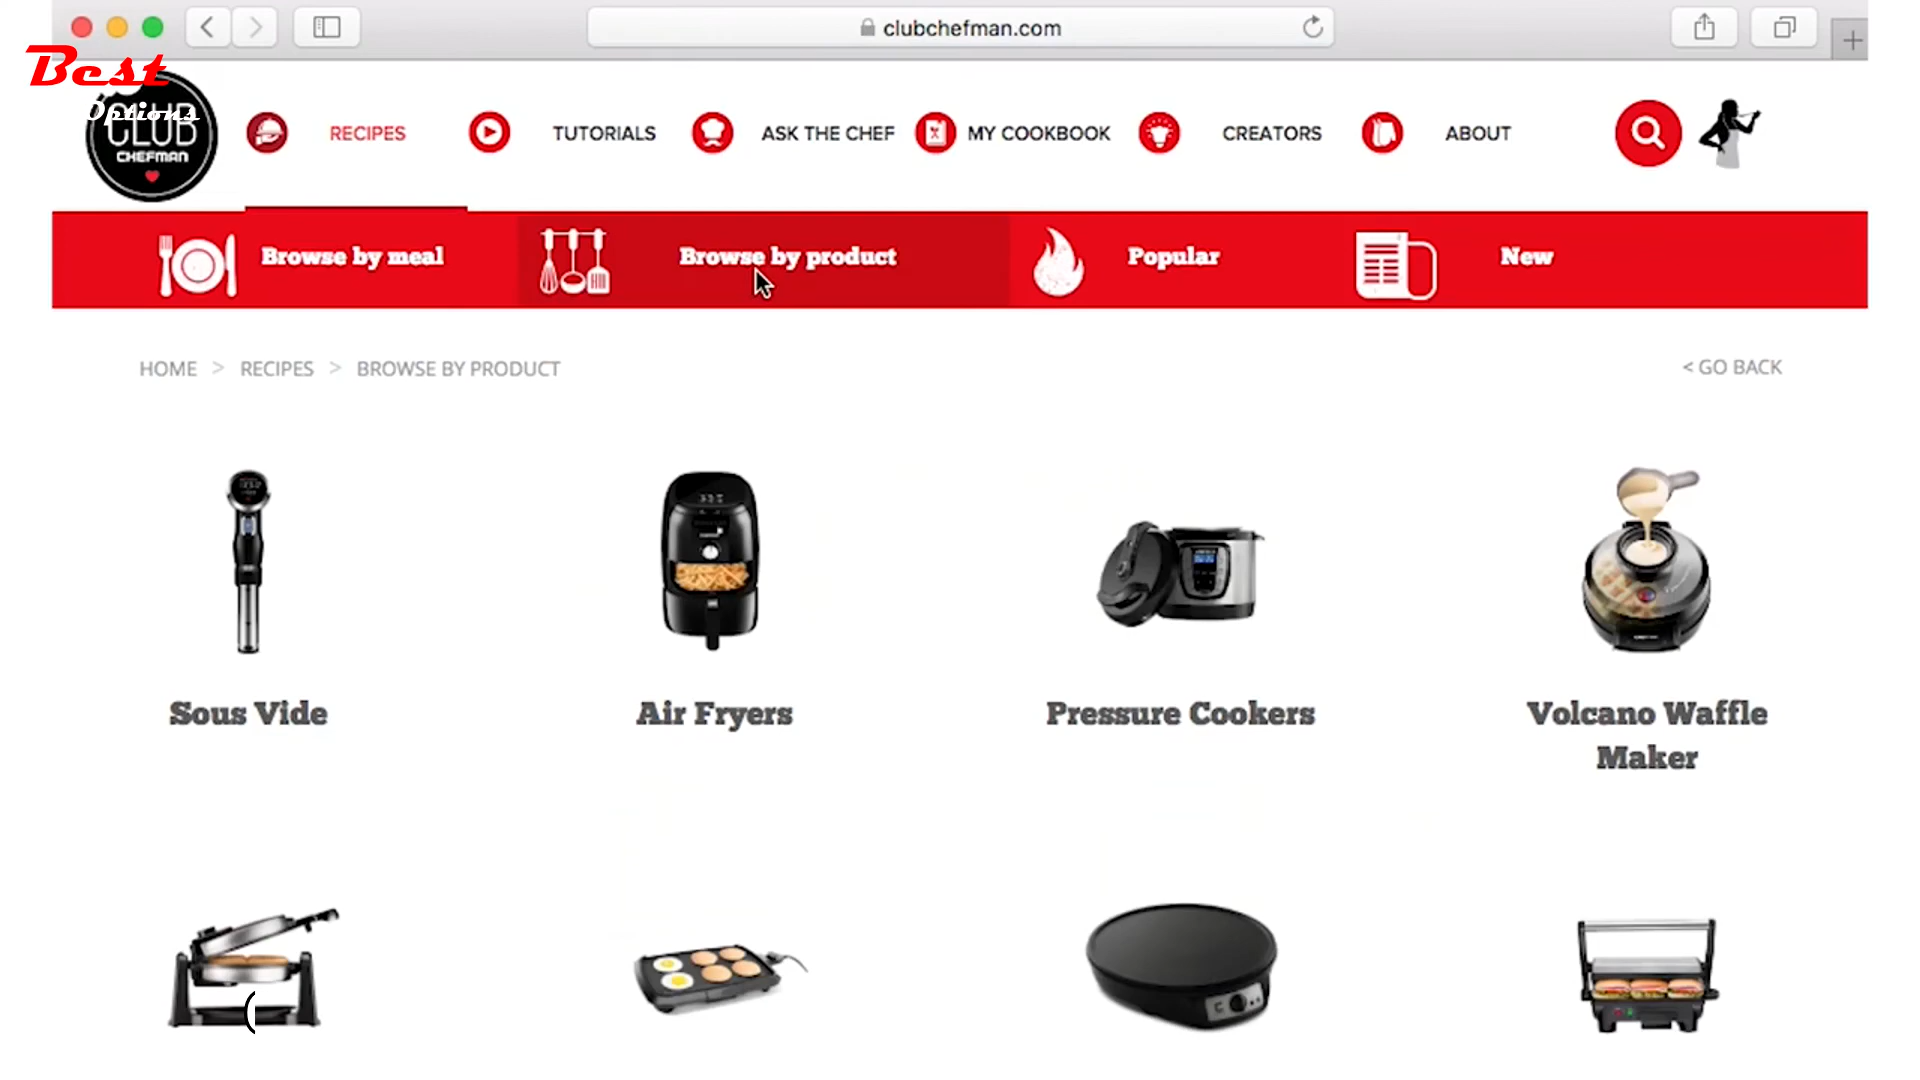 clubchefman.com
Best
Options
CLUB
CHEFMAN
RECIPES
TUTORIALS
ASK THE CHEF
MY COOKBOOK
CREATORS
ABOUT
Browse by meal
Browse by product
Popular
New
HOME > RECIPES > BROWSE BY PRODUCT
< GO BACK
Sous Vide
Air Fryers
Pressure Cookers
Volcano Waffle
Maker
(